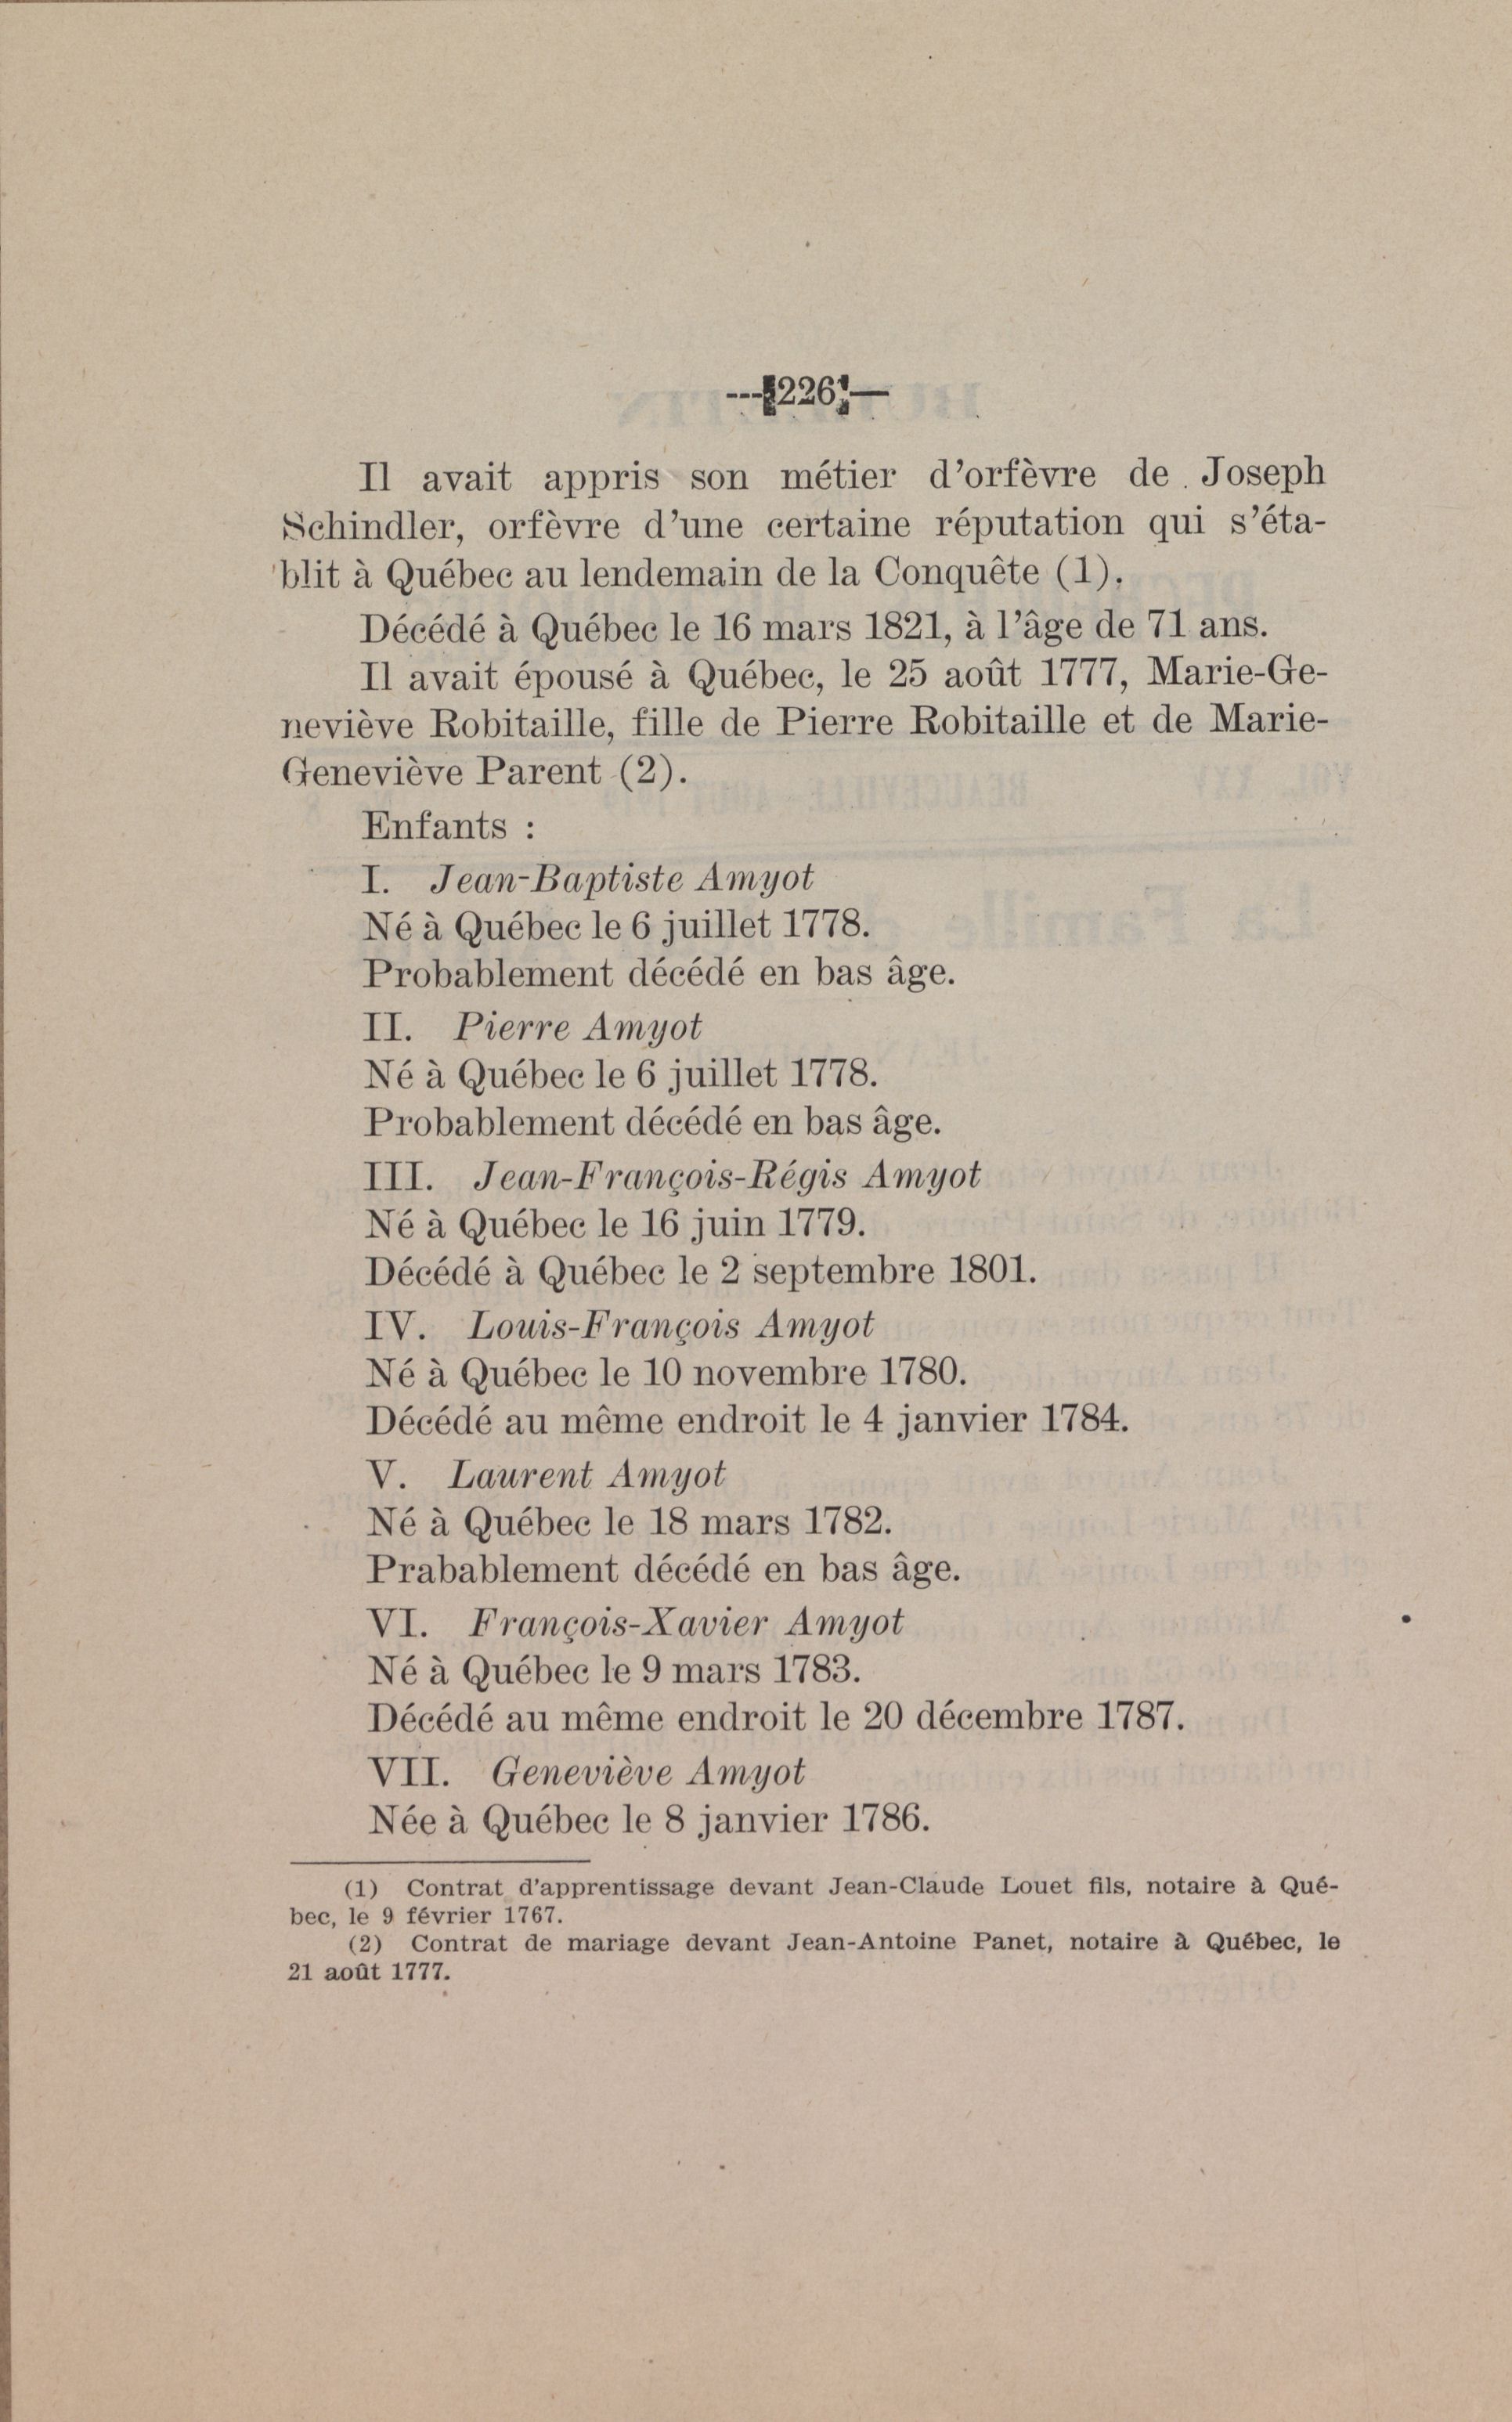 — 226 —
Il avait appris son métier d'orfèvre de Joseph
Schindler, orfèvre d'une certaine réputation qui s'éta-
blit à Québec au lendemain de la Conquête (1).
Décédé à Québec le 16 mars 1821, à l'âge de 71 ans.
Il avait épousé à Québec, le 25 août 1777, Marie-Ge-
neviève Robitaille, fille de Pierre Robitaille et de Marie-
Geneviève Parent (2).
Enfants :
I. Jean-Baptiste Amyot
Né à Québec le 6 juillet 1778.
Probablement décédé en bas âge.
II. Pierre Amyot
Né à Québec le 6 juillet 1778.
Probablement décédé en bas âge.
III. Jean-François-Régis Amyot
Né à Québec le 16 juin 1779.
Décédé à Québec le 2 septembre 1801.
IV. Louis-François Amyot
Né à Québec le 10 novembre 1780.
Décédé au même endroit le 4 janvier 1784.
V. Laurent Amyot
Né à Québec le 18 mars 1782.
Prabablement décédé en bas âge.
VI. François-Xavier Amyot
Né à Québec le 9 mars 1783.
Décédé au même endroit le 20 décembre 1787.
VII. Geneviève Amyot
Née à Québec le 8 janvier 1786.
(1) Contrat d'apprentissage devant Jean-Claude Louet fils, notaire à Qué-
bec, le 9 février 1767.
(2) Contrat de mariage devant Jean-Antoine Panet, notaire à Québec, le
21 août 1777.